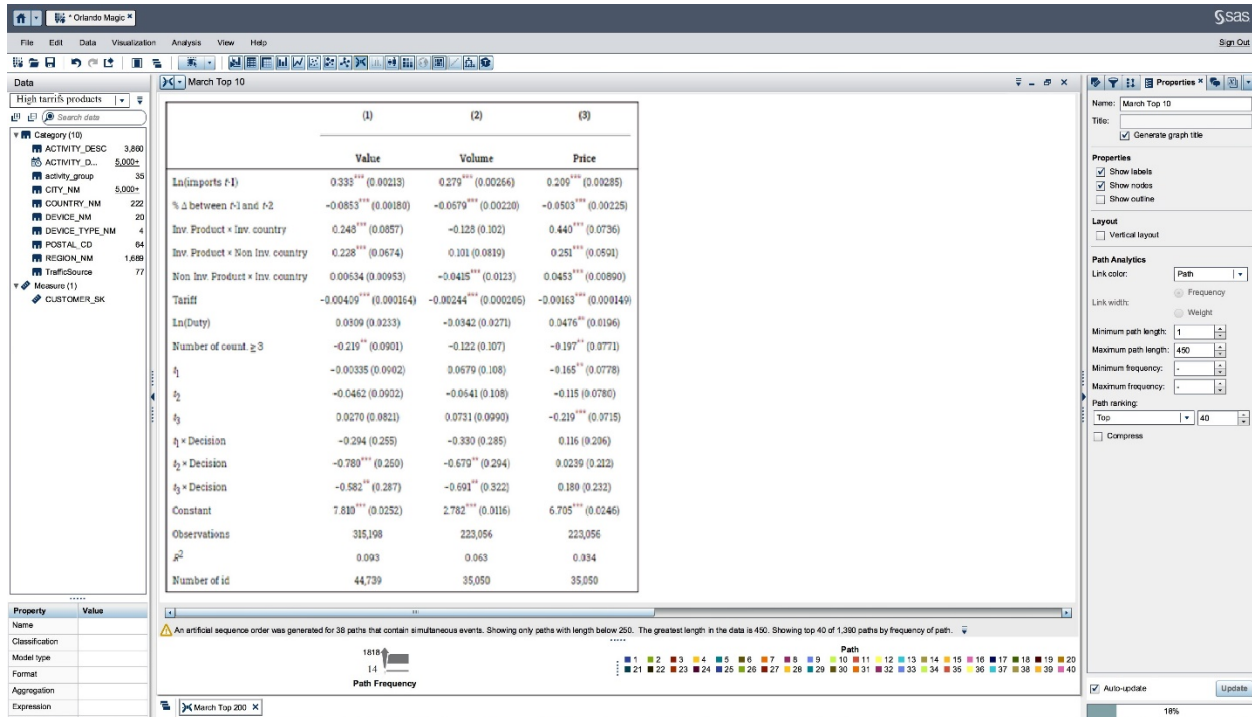 * Orlando Magic
sas
File Edit Data Visualization Analysis View Help
Sign Out
Data
March Top 10
Properties
High tarrifs products
Search data
Category (10)
ACTIVITY_DESC 3,860
ACTIVITY_D... 5,000+
activity_group 35
CITY_NM 5,000+
COUNTRY_NM 222
DEVICE_NM 20
DEVICE_TYPE_NM 4
POSTAL_CD 64
REGION_NM 1,689
TrafficSource 77
Measure (1)
CUSTOMER_SK
(1) (2) (3)
Value Volume Price
Ln(imports t-1) 0.333*** (0.00213) 0.279*** (0.00266) 0.209*** (0.00285)
% Δ between t-1 and t-2 -0.0853*** (0.00180) -0.0679*** (0.00220) -0.0503*** (0.00225)
Inv. Product × Inv. country 0.248*** (0.0857) -0.128 (0.102) 0.440*** (0.0736)
Inv. Product × Non Inv. country 0.228*** (0.0674) 0.101 (0.0819) 0.251*** (0.0591)
Non Inv. Product × Inv. country 0.00634 (0.00953) -0.0415*** (0.0123) 0.0453*** (0.00890)
Tariff -0.00409*** (0.000164) -0.00244*** (0.000206) -0.00163*** (0.000149)
Ln(Duty) 0.0309 (0.0233) -0.0342 (0.0271) 0.0476** (0.0196)
Number of count. ≥ 3 -0.219** (0.0901) -0.122 (0.107) -0.197** (0.0771)
t1 -0.00335 (0.0902) 0.0679 (0.108) -0.165** (0.0778)
t2 -0.0462 (0.0902) -0.0641 (0.108) -0.115 (0.0780)
t3 0.0270 (0.0821) 0.0731 (0.0990) -0.219*** (0.0715)
t1 × Decision -0.294 (0.255) -0.330 (0.285) 0.116 (0.206)
t2 × Decision -0.780*** (0.250) -0.679** (0.294) 0.0239 (0.212)
t3 × Decision -0.682** (0.287) -0.691** (0.322) 0.180 (0.232)
Constant 7.810*** (0.0252) 2.782*** (0.0116) 6.705*** (0.0246)
Observations 315,198 223,056 223,056
R2 0.093 0.063 0.034
Number of id 44,739 35,050 35,050
Name: March Top 10
Title:
Generate graph title
Properties
Show labels
Show nodes
Show outline
Layout
Vertical layout
Path Analytics
Link color: Path
Link width: Frequency
Weight
Minimum path length: 1
Maximum path length: 450
Minimum frequency: -
Maximum frequency: -
Path ranking:
Top 40
Compress
Property Value
Name
Classification
Model type
Format
Aggregation
Expression
An artificial sequence order was generated for 38 paths that contain simultaneous events. Showing only paths with length below 250. The greatest length in the data is 450. Showing top 40 of 1,390 paths by frequency of path.
1818
14
Path Frequency
Path
1 2 3 4 5 6 7 8 9 10 11 12 13 14 15 16 17 18 19 20
21 22 23 24 25 26 27 28 29 30 31 32 33 34 35 36 37 38 39 40
March Top 200
Auto-update
Update
18%